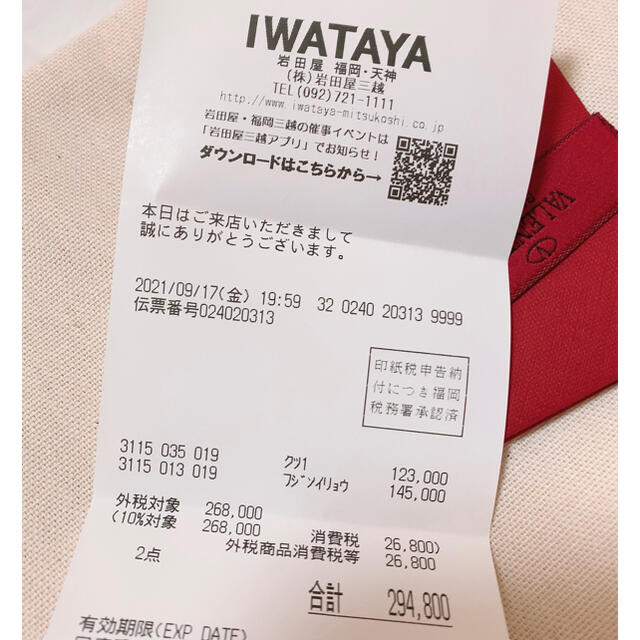 IWATAYA
岩田屋 福岡・天神
(株)岩田屋三越
TEL(092)721-1111
http://www.iwataya-mitsukoshi.co.jp
岩田屋・福岡三越の催事イベントは
「岩田屋三越アプリ」でお知らせ!
ダウンロードはこちらから→
本日はご来店いただきまして
誠にありがとうございます。
2021/09/17(金) 19:59 32 0240 20313 9999
伝票番号024020313
印紙税申告納
付につき福岡
税務署承認済
3115 035 019 クツ1 123,000
3115 013 019 フジンイリョウ 145,000
外税対象 268,000
(10%対象 268,000 消費税 26,800)
外税商品消費税等 26,800
2点
合計 294,800
有効期限(EXP DATE)